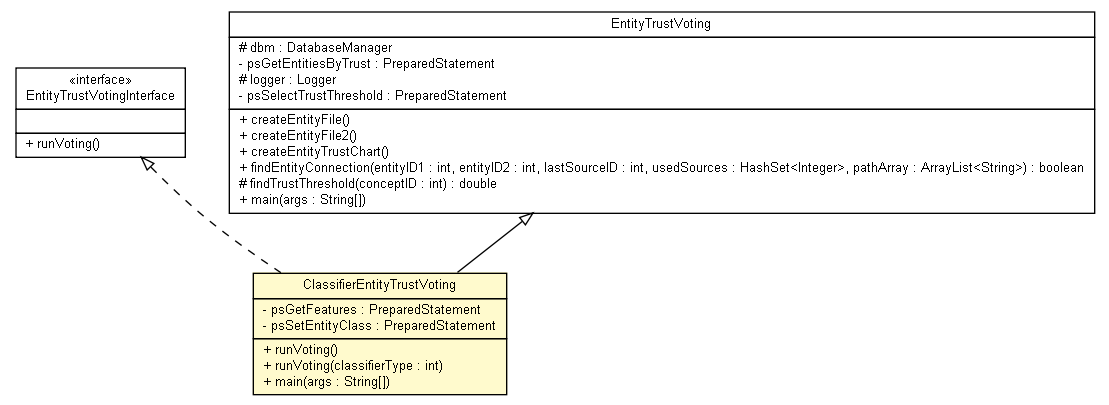 «interface»
EntityTrustVotingInterface
+ runVoting()
EntityTrustVoting
# dbm : DatabaseManager
- psGetEntitiesByTrust : PreparedStatement
# logger : Logger
- psSelectTrustThreshold : PreparedStatement
+ createEntityFile()
+ createEntityFile2()
+ createEntityTrustChart()
+ findEntityConnection(entityID1 : int, entityID2 : int, lastSourceID : int, usedSources : HashSet<Integer>, pathArray : ArrayList<String>) : boolean
# findTrustThreshold(conceptID : int) : double
+ main(args : String[])
ClassifierEntityTrustVoting
- psGetFeatures : PreparedStatement
- psSetEntityClass : PreparedStatement
+ runVoting()
+ runVoting(classifierType : int)
+ main(args : String[])